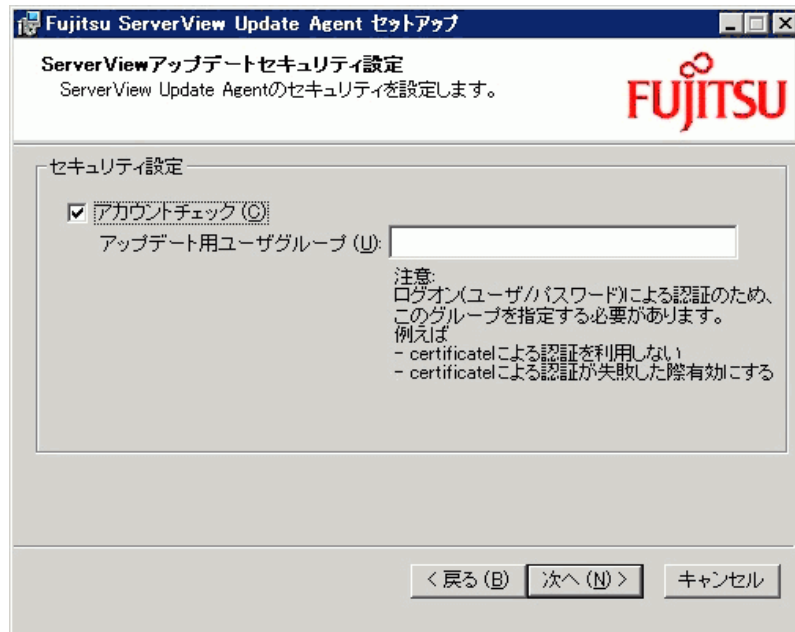 Fujitsu ServerView Update Agent セットアップ
ServerViewアップデートセキュリティ設定
ServerView Update Agentのセキュリティを設定します。
FUJITSU
セキュリティ設定
アカウントチェック(C)
アップデート用ユーザグループ(U):
注意:
ログオン(ユーザ/パスワード)による認証のため、
このグループを指定する必要があります。
例えば
- certificateによる認証を利用しない
- certificateによる認証が失敗した際有効にする
< 戻る(B)
次へ(N) >
キャンセル